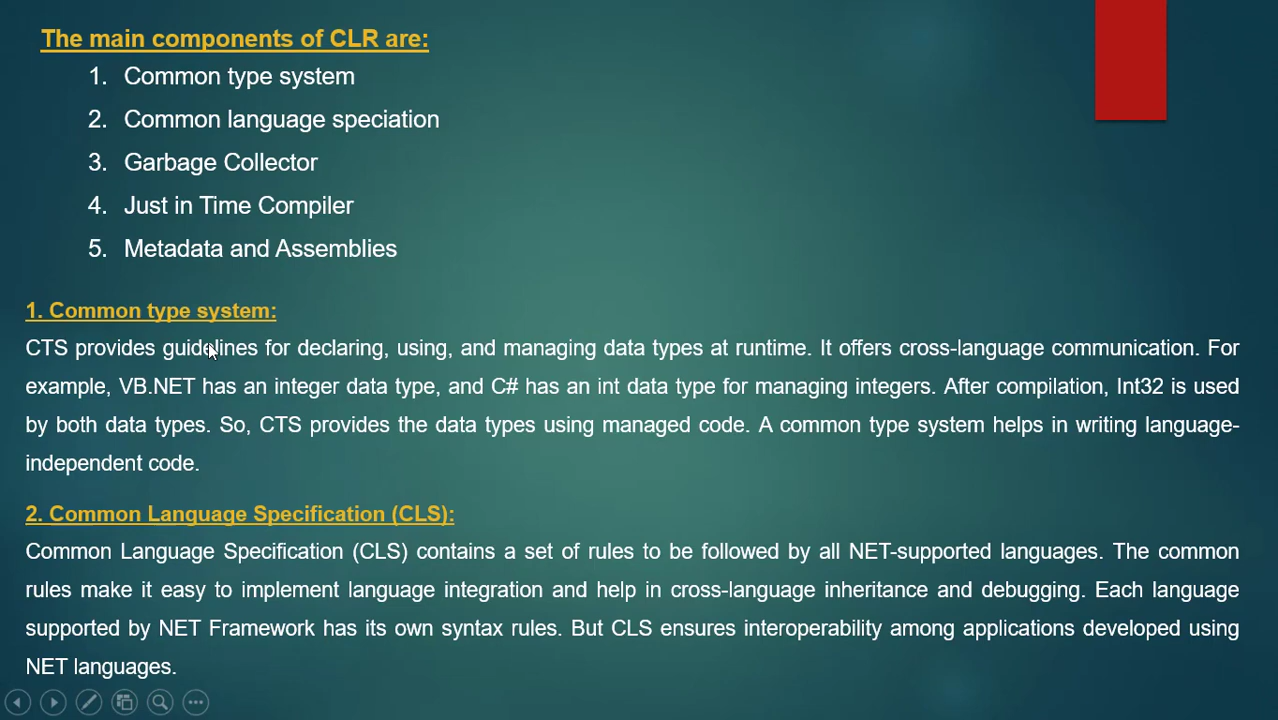 The main components of CLR are:
1. Common type system
2. Common language speciation
3. Garbage Collector
4. Just in Time Compiler
5. Metadata and Assemblies
1. Common type system:
CTS provides guidelines for declaring, using, and managing data types at runtime. It offers cross-language communication. For
example, VB.NET has an integer data type, and C# has an int data type for managing integers. After compilation, Int32 is used
by both data types. So, CTS provides the data types using managed code. A common type system helps in writing language-
independent code.
2. Common Language Specification (CLS):
Common Language Specification (CLS) contains a set of rules to be followed by all NET-supported languages. The common
rules make it easy to implement language integration and help in cross-language inheritance and debugging. Each language
supported by NET Framework has its own syntax rules. But CLS ensures interoperability among applications developed using
NET languages.